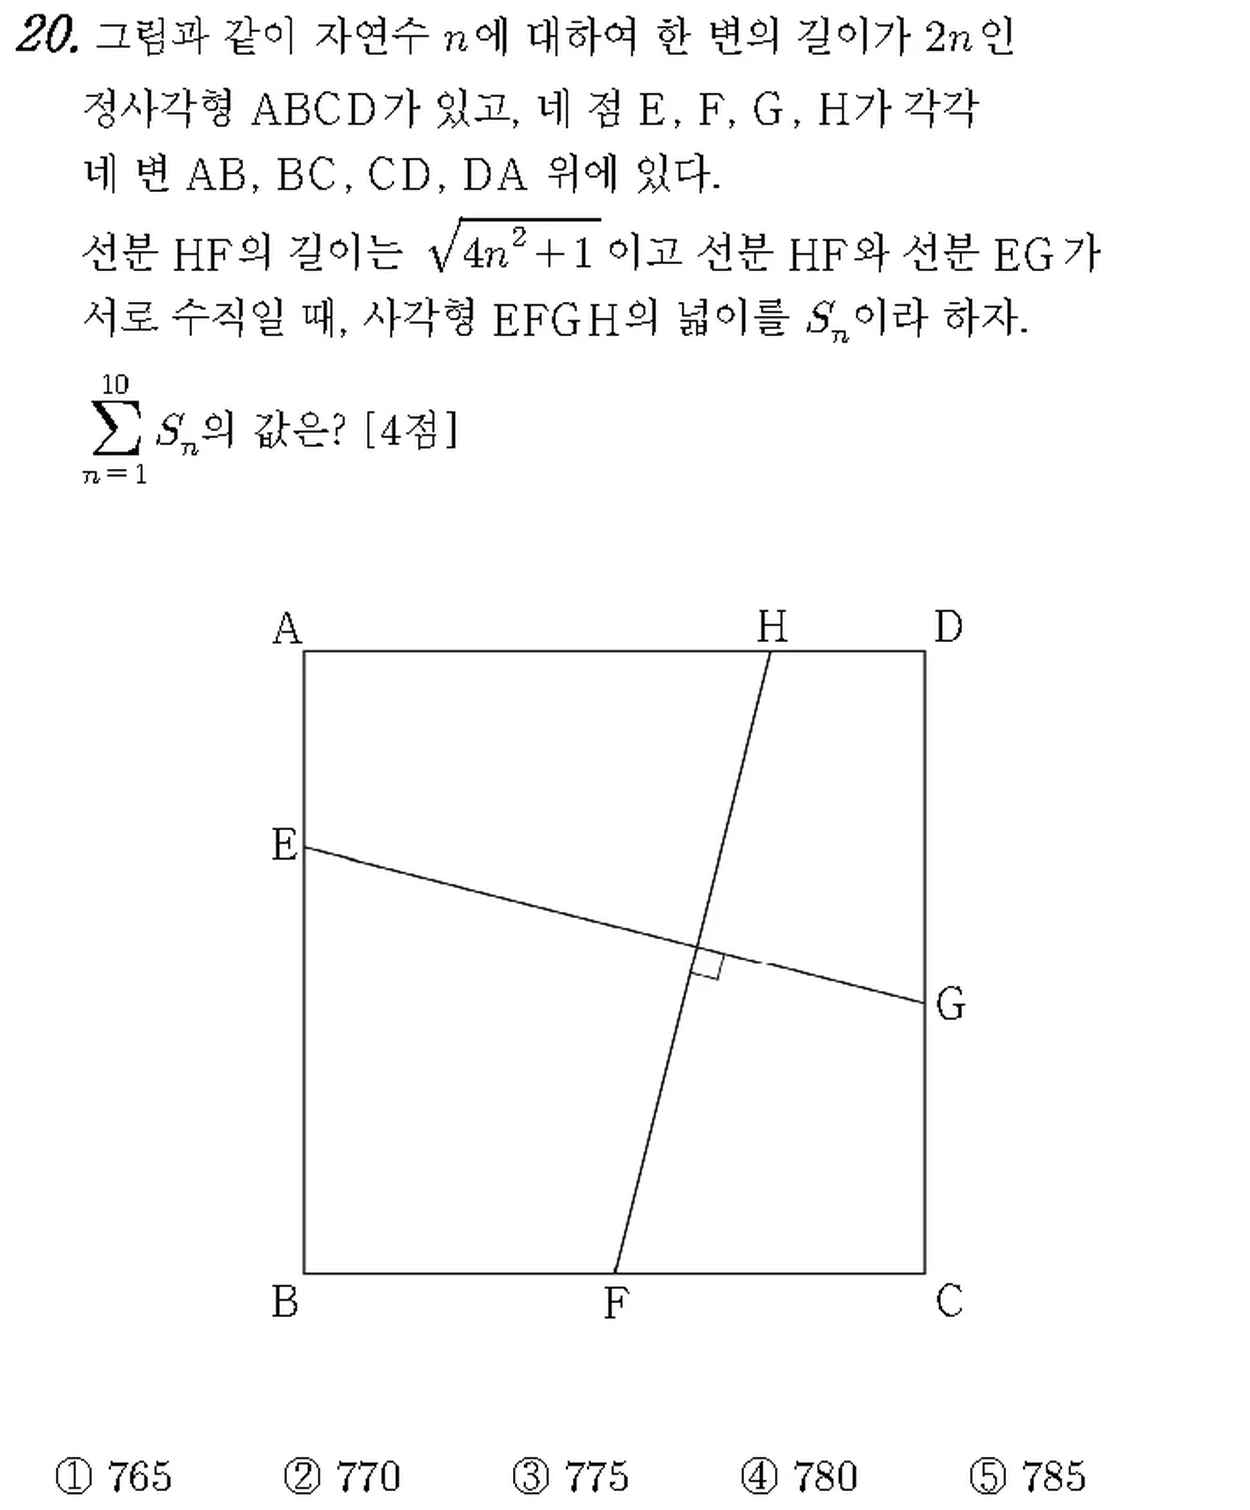 20. 그림과 같이 자연수 n에 대하여 한 변의 길이가 2n인
정사각형 ABCD가 있고, 네 점 E, F, G, H가 각각
네 변 AB, BC, CD, DA 위에 있다.
선분 HF의 길이는 √(4n²+1) 이고 선분 HF와 선분 EG가
서로 수직일 때, 사각형 EFGH의 넓이를 Sₙ이라 하자.
∑_{n=1}^{10} Sₙ의 값은? [4점]
A H D
E
G
B F C
① 765 ② 770 ③ 775 ④ 780 ⑤ 785